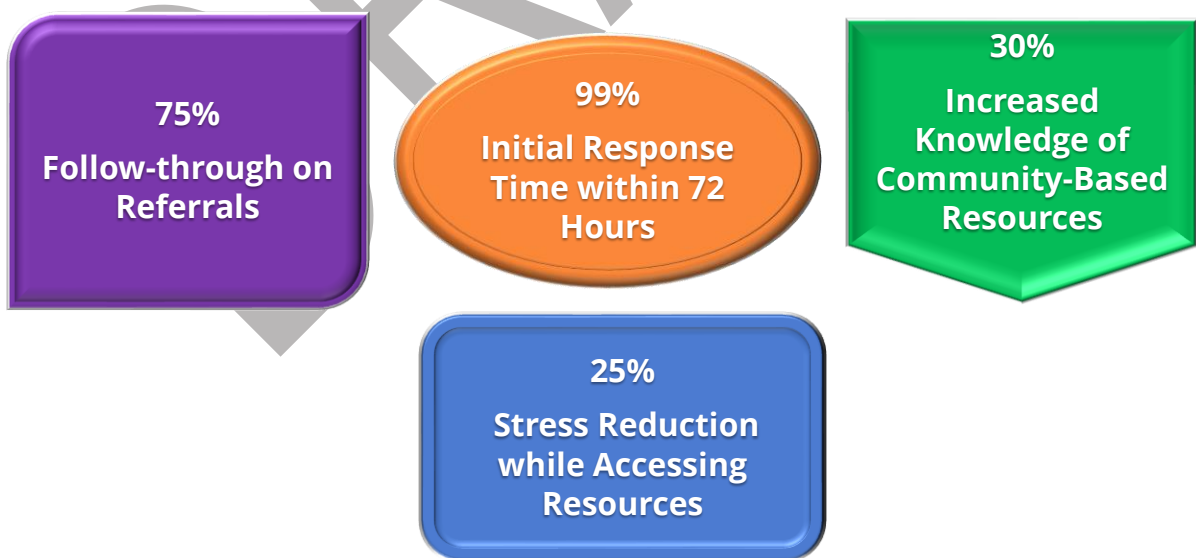 75%
Follow-through on
Referrals
99%
Initial Response
Time within 72
Hours
30%
Increased
Knowledge of
Community-Based
Resources
25%
Stress Reduction
while Accessing
Resources